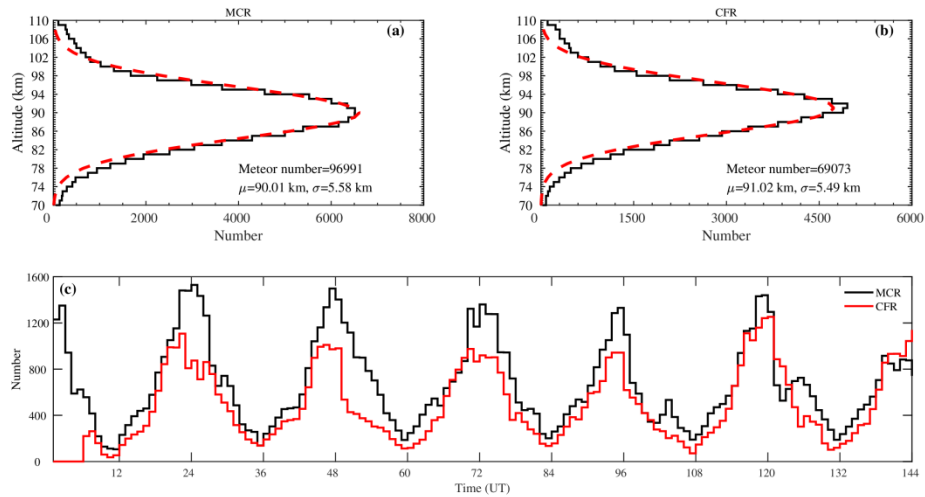 MCR
CFR
110
106
102
98
94
90
86
82
78
74
70
Altitude (km)
(a)
Meteor number=96991
μ=90.01 km, σ=5.58 km
0
2000
4000
6000
8000
Number
110
106
102
98
94
90
86
82
78
74
70
Altitude (km)
(b)
Meteor number=69073
μ=91.02 km, σ=5.49 km
0
1500
3000
4500
6000
Number
(c)
1600
1200
800
400
0
Number
MCR
CFR
12
24
36
48
60
72
84
96
108
120
132
144
Time (UT)